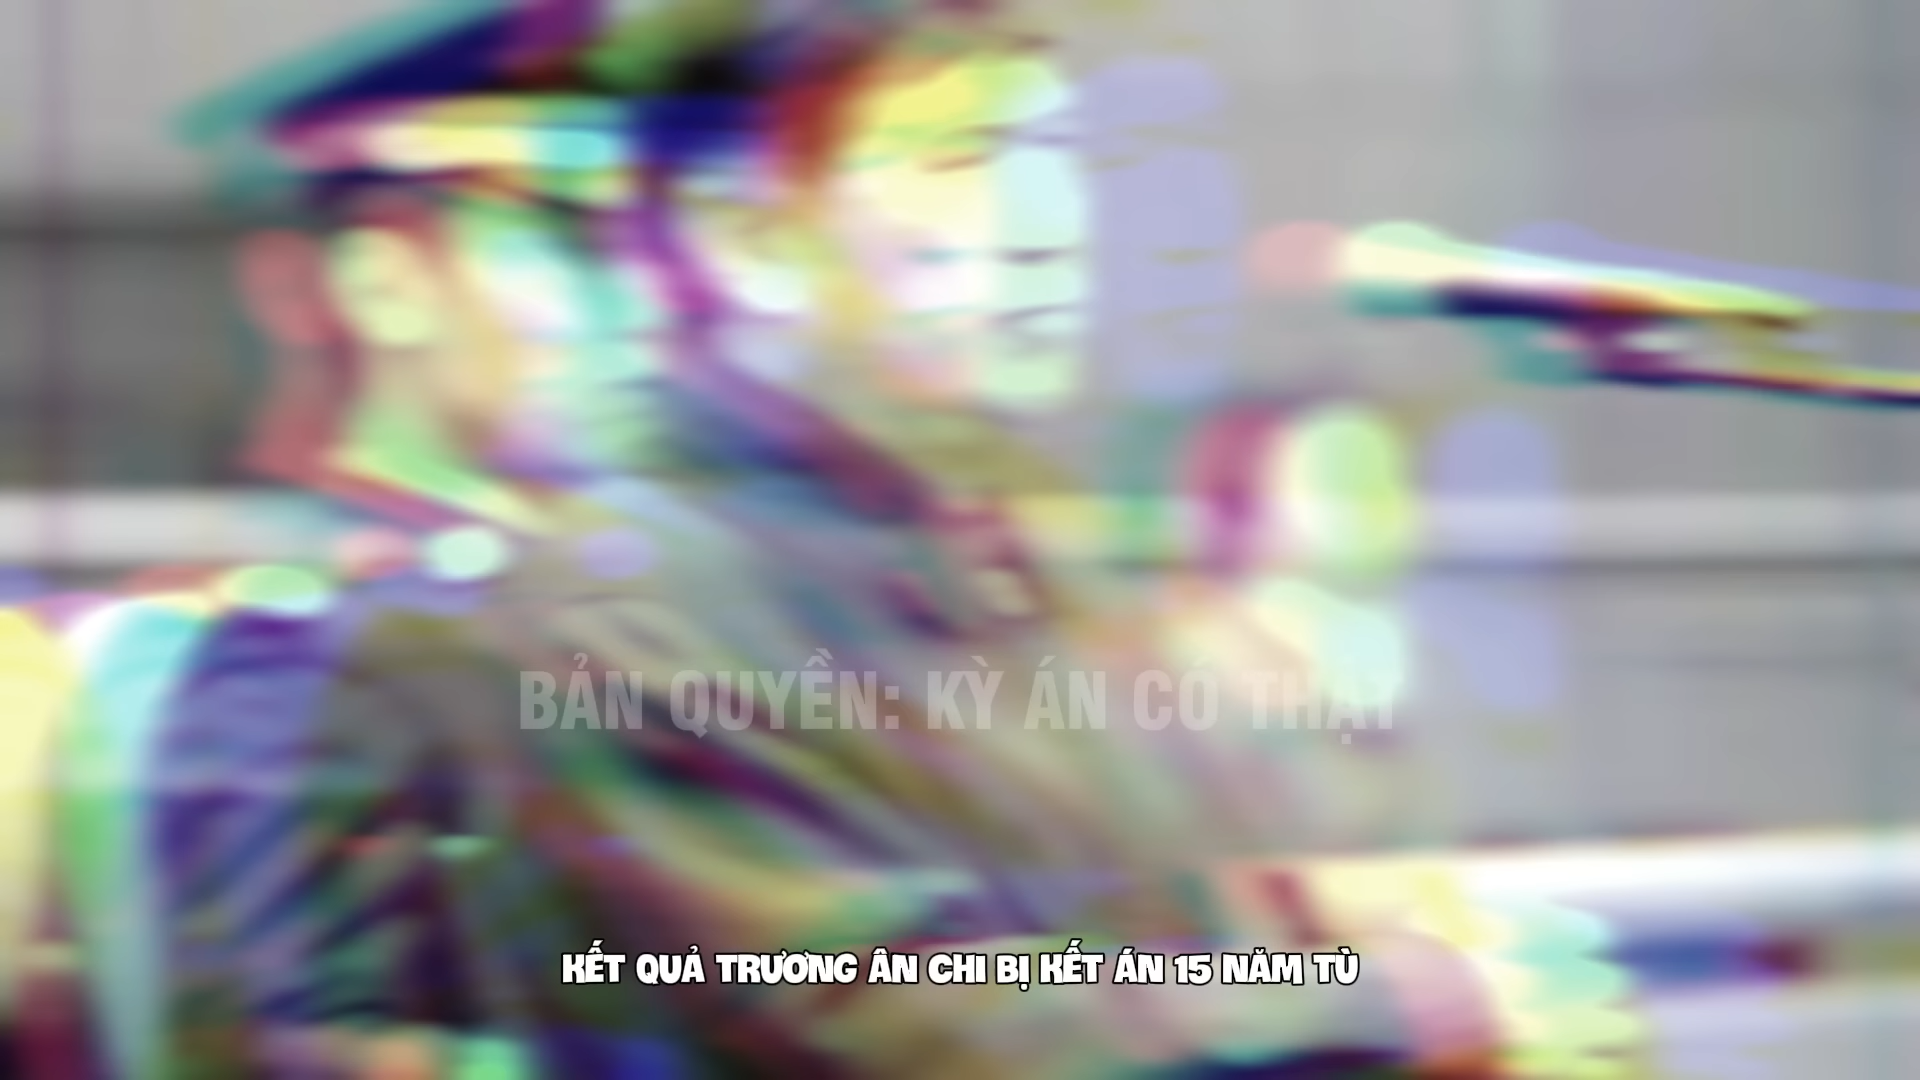 BẢN QUYỀN: KỲ ÁN CÓ THẬT
KẾT QUẢ TRƯƠNG ÂN CHI BỊ KẾT ÁN 15 NĂM TÙ